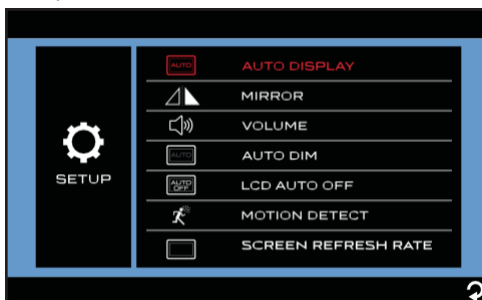 AUTO AUTO DISPLAY
MIRROR
VOLUME
AUTO AUTO DIM
SETUP
AUTO OFF LCD AUTO OFF
MOTION DETECT
SCREEN REFRESH RATE